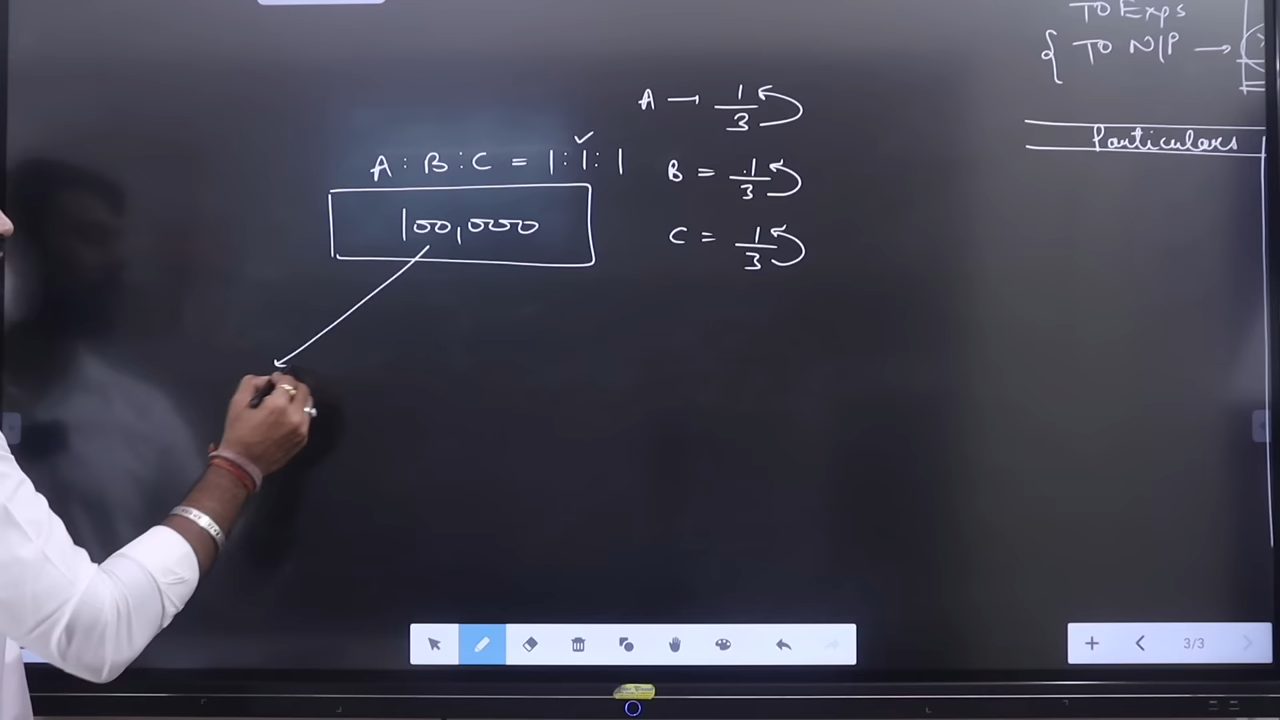 TO Exps
{ TO N/P →
Particulars
A : B : C = 1 : 1 : 1
100,000
A → 1/3
B = 1/3
C = 1/3
3/3